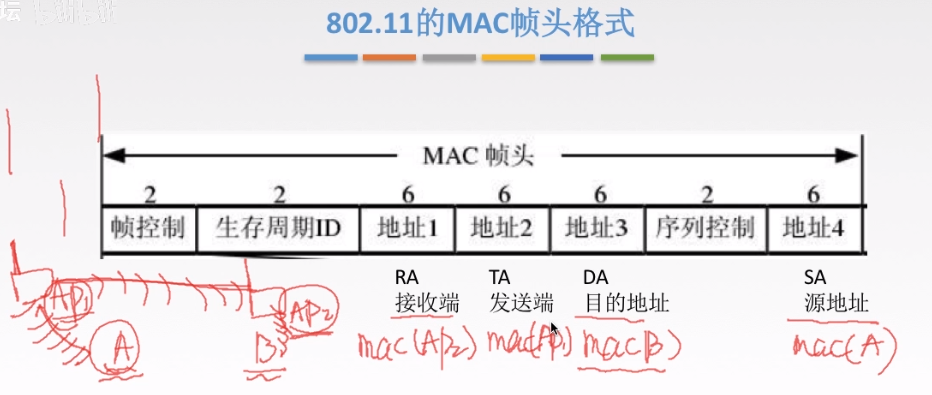 坛
802.11的MAC帧头格式
MAC 帧头
2 2 6 6 6 2 6
帧控制 生存周期ID 地址1 地址2 地址3 序列控制 地址4
RA TA DA SA
接收端 发送端 目的地址 源地址
AP1 AP2
A B
mac(AP2) mac(AP1) mac(B) mac(A)